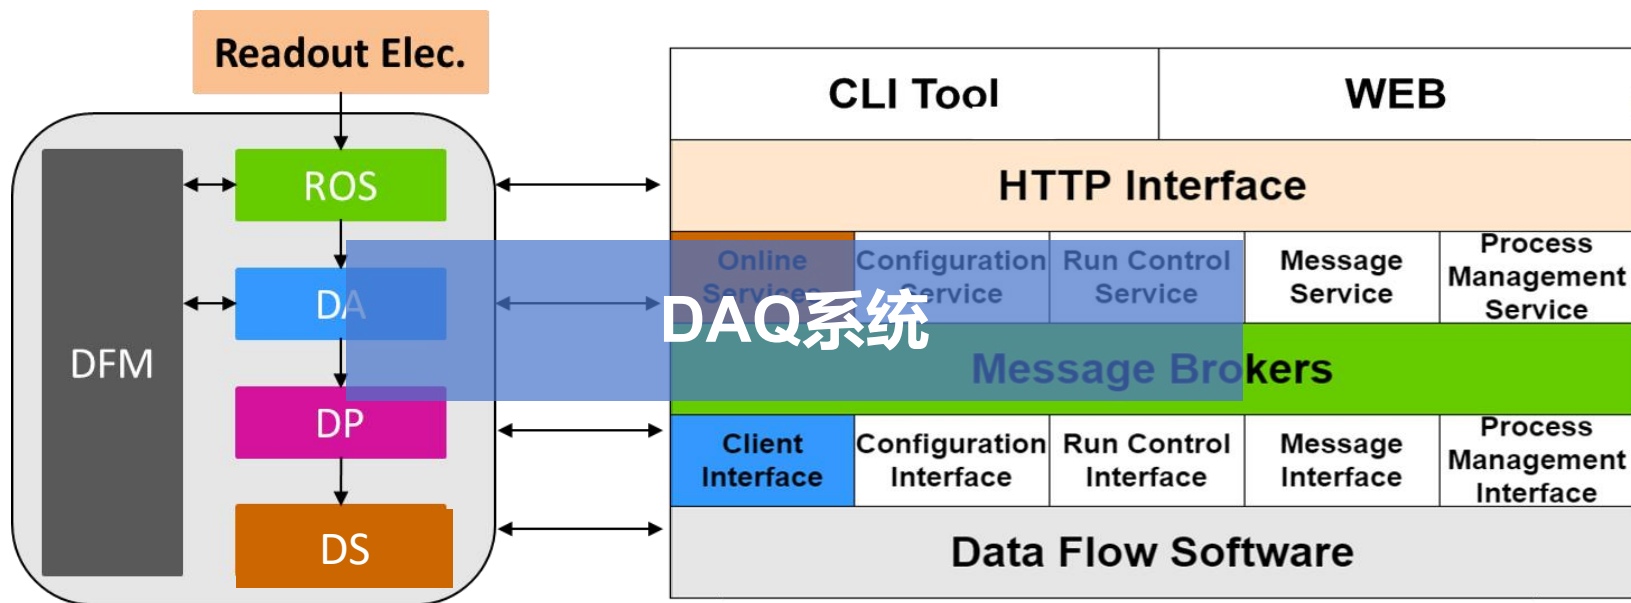 Readout Elec.
ROS
DA
DP
DS
DFM
CLI Tool
WEB
HTTP Interface
Online
Services
Configuration
Service
Run Control
Service
Message
Service
Process
Management
Service
DAQ系统
Message Brokers
Client
Interface
Configuration
Interface
Run Control
Interface
Message
Interface
Process
Management
Interface
Data Flow Software